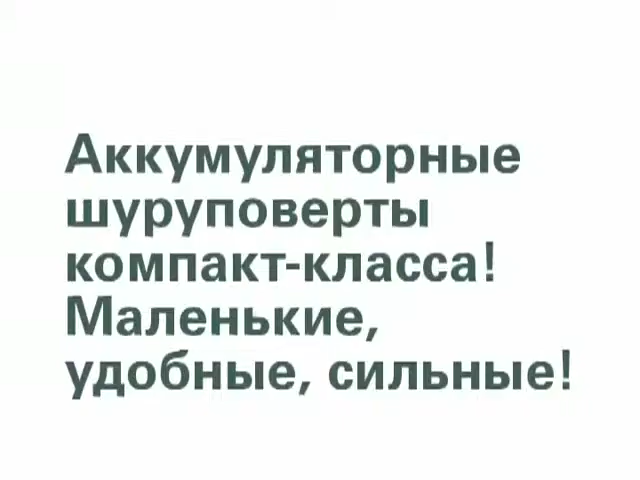 Аккумуляторные
шуруповерты
компакт-класса!
Маленькие,
удобные, сильные!